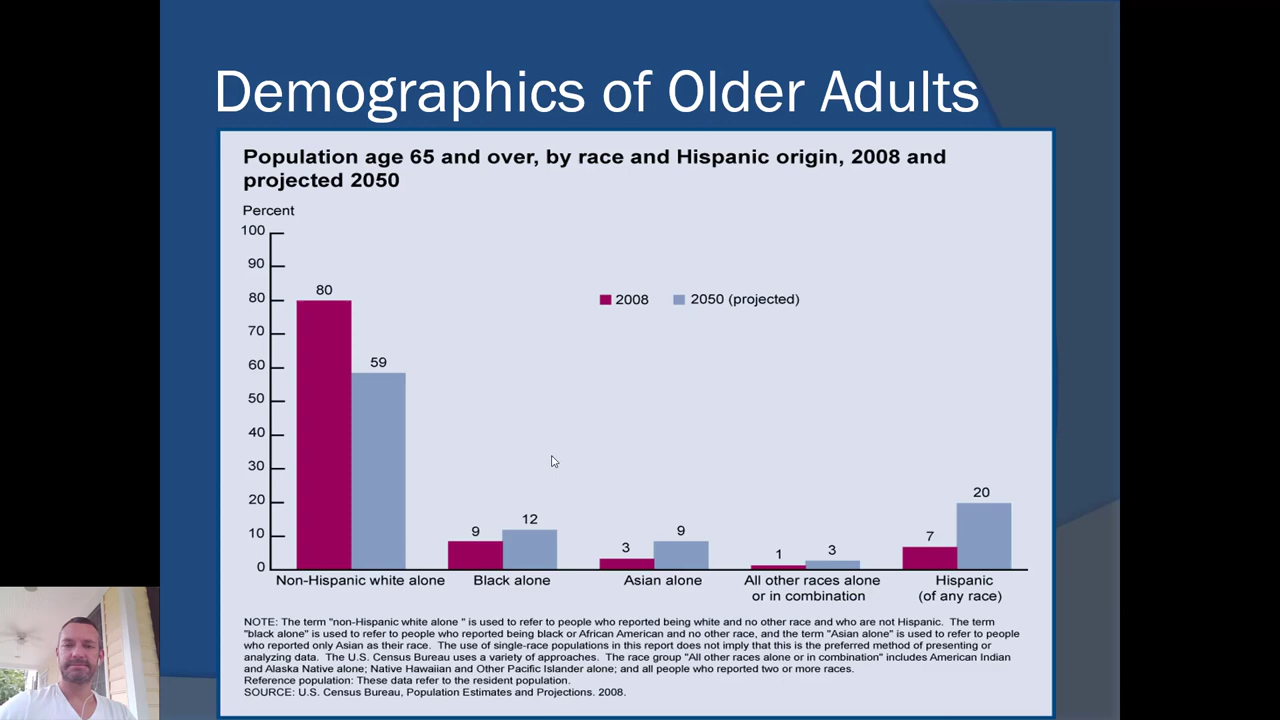 Demographics of Older Adults
Population age 65 and over, by race and Hispanic origin, 2008 and
projected 2050
Percent
100
90
80
70
60
50
40
30
20
10
0
2008
2050 (projected)
80
59
9
12
3
9
1
3
7
20
Non-Hispanic white alone
Black alone
Asian alone
All other races alone
or in combination
Hispanic
(of any race)
NOTE: The term "non-Hispanic white alone " is used to refer to people who reported being white and no other race and who are not Hispanic. The term
"black alone" is used to refer to people who reported being black or African American and no other race, and the term "Asian alone" is used to refer to people
who reported only Asian as their race. The use of single-race populations in this report does not imply that this is the preferred method of presenting or
analyzing data. The U.S. Census Bureau uses a variety of approaches. The race group "All other races alone or in combination" includes American Indian
and Alaska Native alone; Native Hawaiian and Other Pacific Islander alone; and all people who reported two or more races.
Reference population: These data refer to the resident population.
SOURCE: U.S. Census Bureau, Population Estimates and Projections. 2008.